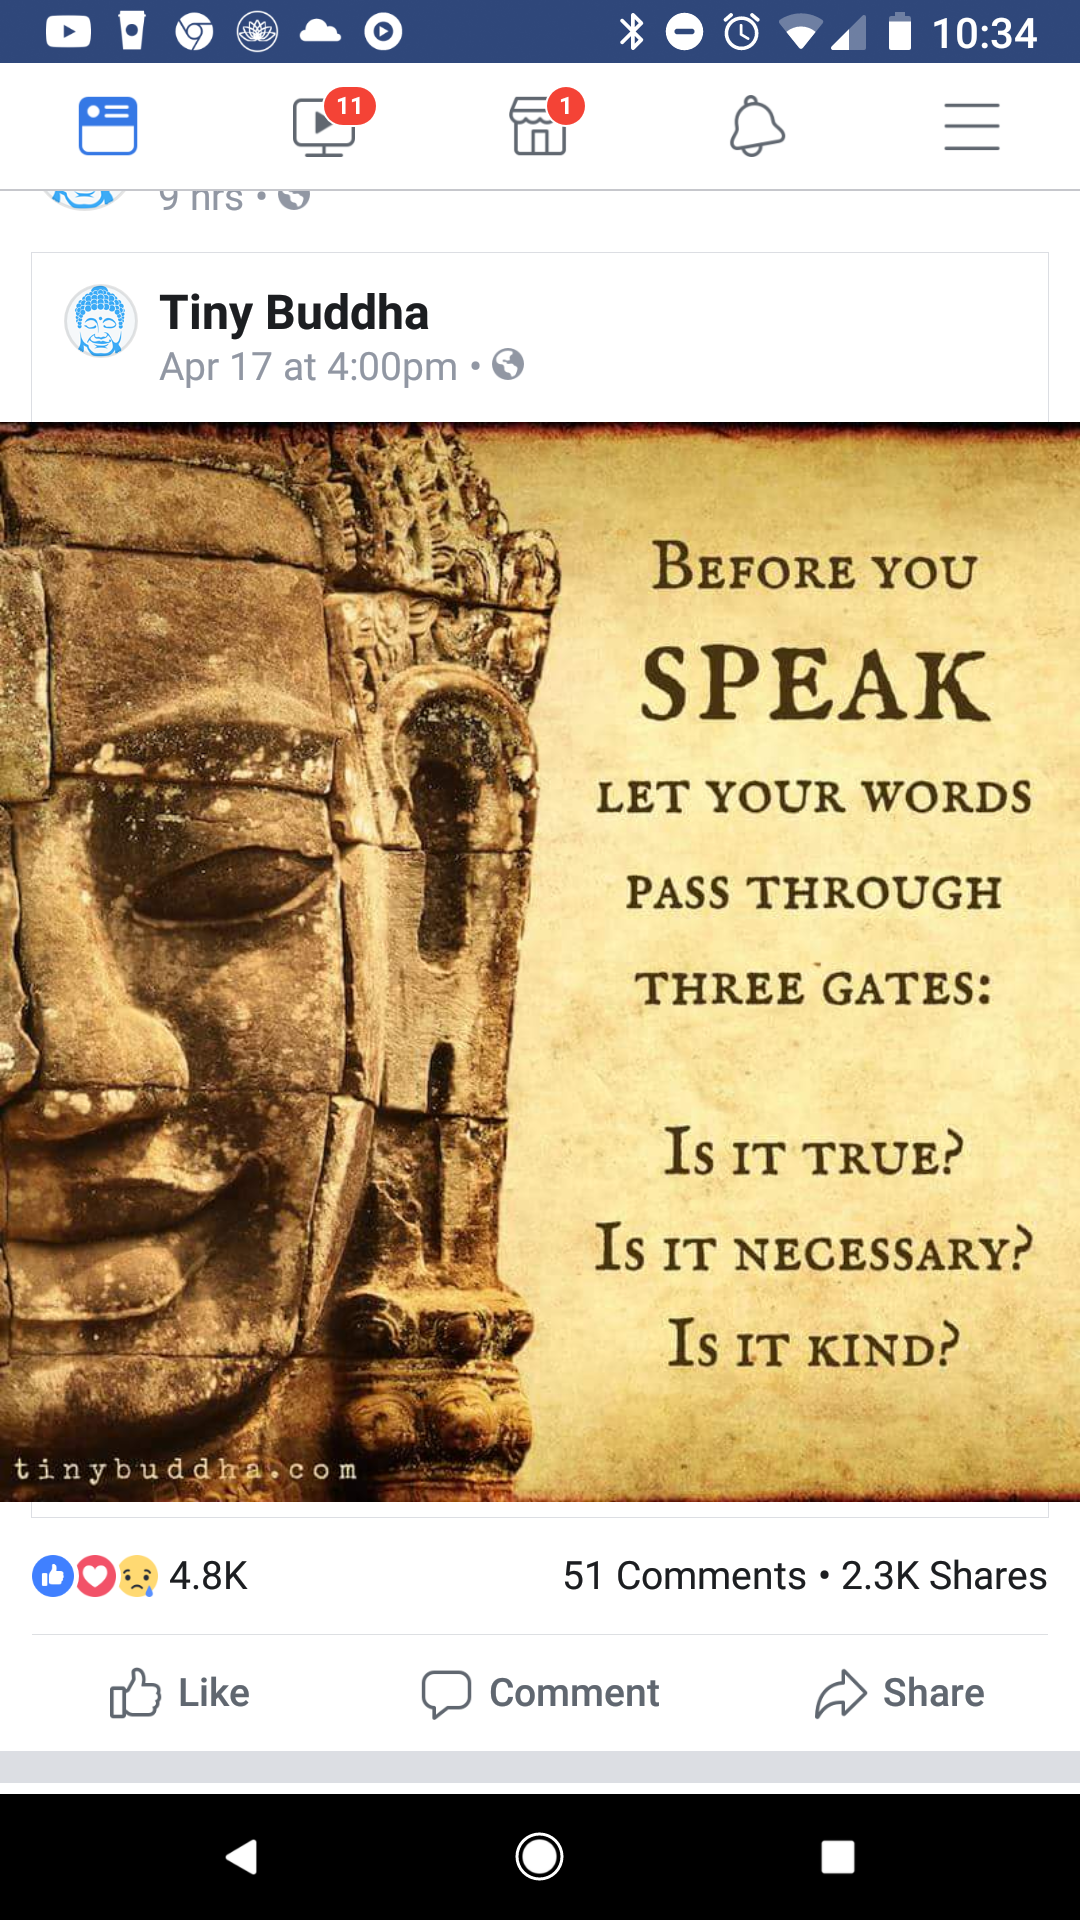 10:34
11
1
9 hrs •
Tiny Buddha
Apr 17 at 4:00pm •
BEFORE YOU
SPEAK
LET YOUR WORDS
PASS THROUGH
THREE GATES:
IS IT TRUE?
IS IT NECESSARY?
IS IT KIND?
tinybuddha.com
4.8K
51 Comments • 2.3K Shares
Like
Comment
Share